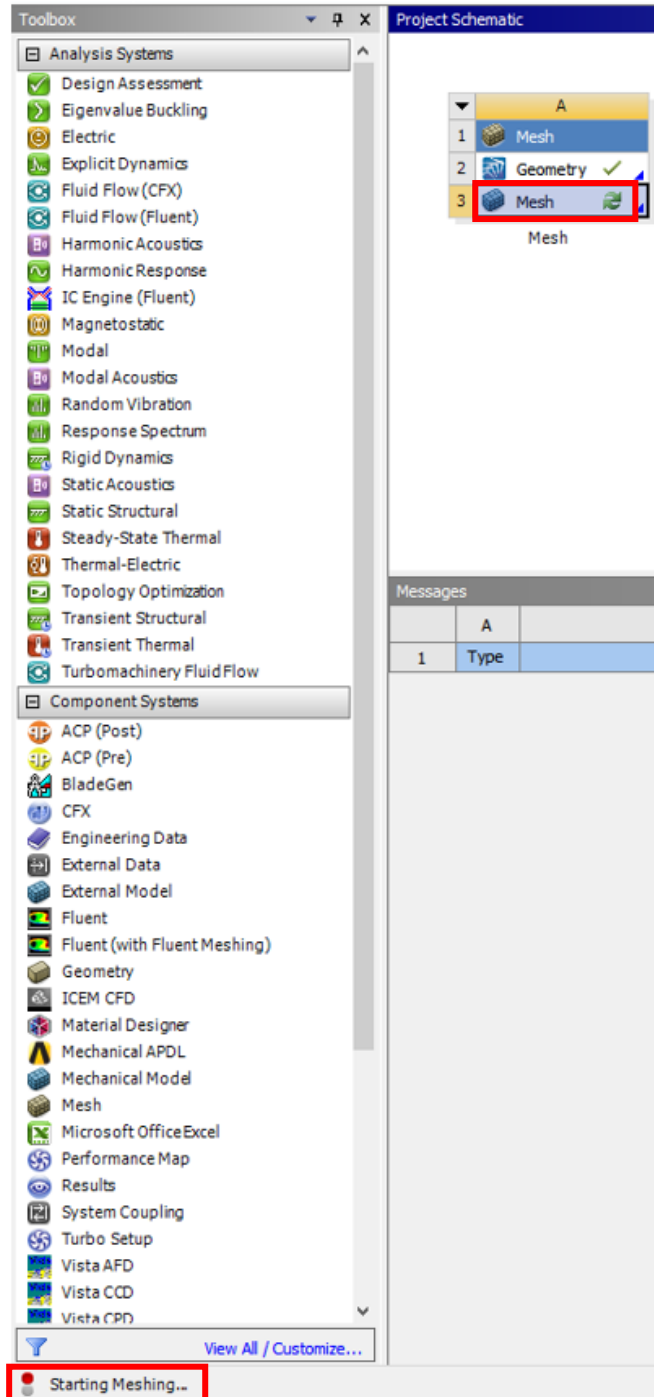 Toolbox
Project Schematic
Analysis Systems
Design Assessment
Eigenvalue Buckling
Electric
Explicit Dynamics
Fluid Flow (CFX)
Fluid Flow (Fluent)
Harmonic Acoustics
Harmonic Response
IC Engine (Fluent)
Magnetostatic
Modal
Modal Acoustics
Random Vibration
Response Spectrum
Rigid Dynamics
Static Acoustics
Static Structural
Steady-State Thermal
Thermal-Electric
Topology Optimization
Transient Structural
Transient Thermal
Turbomachinery Fluid Flow
Component Systems
ACP (Post)
ACP (Pre)
BladeGen
CFX
Engineering Data
External Data
External Model
Fluent
Fluent (with Fluent Meshing)
Geometry
ICEM CFD
Material Designer
Mechanical APDL
Mechanical Model
Mesh
Microsoft Office Excel
Performance Map
Results
System Coupling
Turbo Setup
Vista AFD
Vista CCD
Vista CPD
View All / Customize...
Starting Meshing...
A
1 Mesh
2 Geometry
3 Mesh
Mesh
Messages
A
1 Type